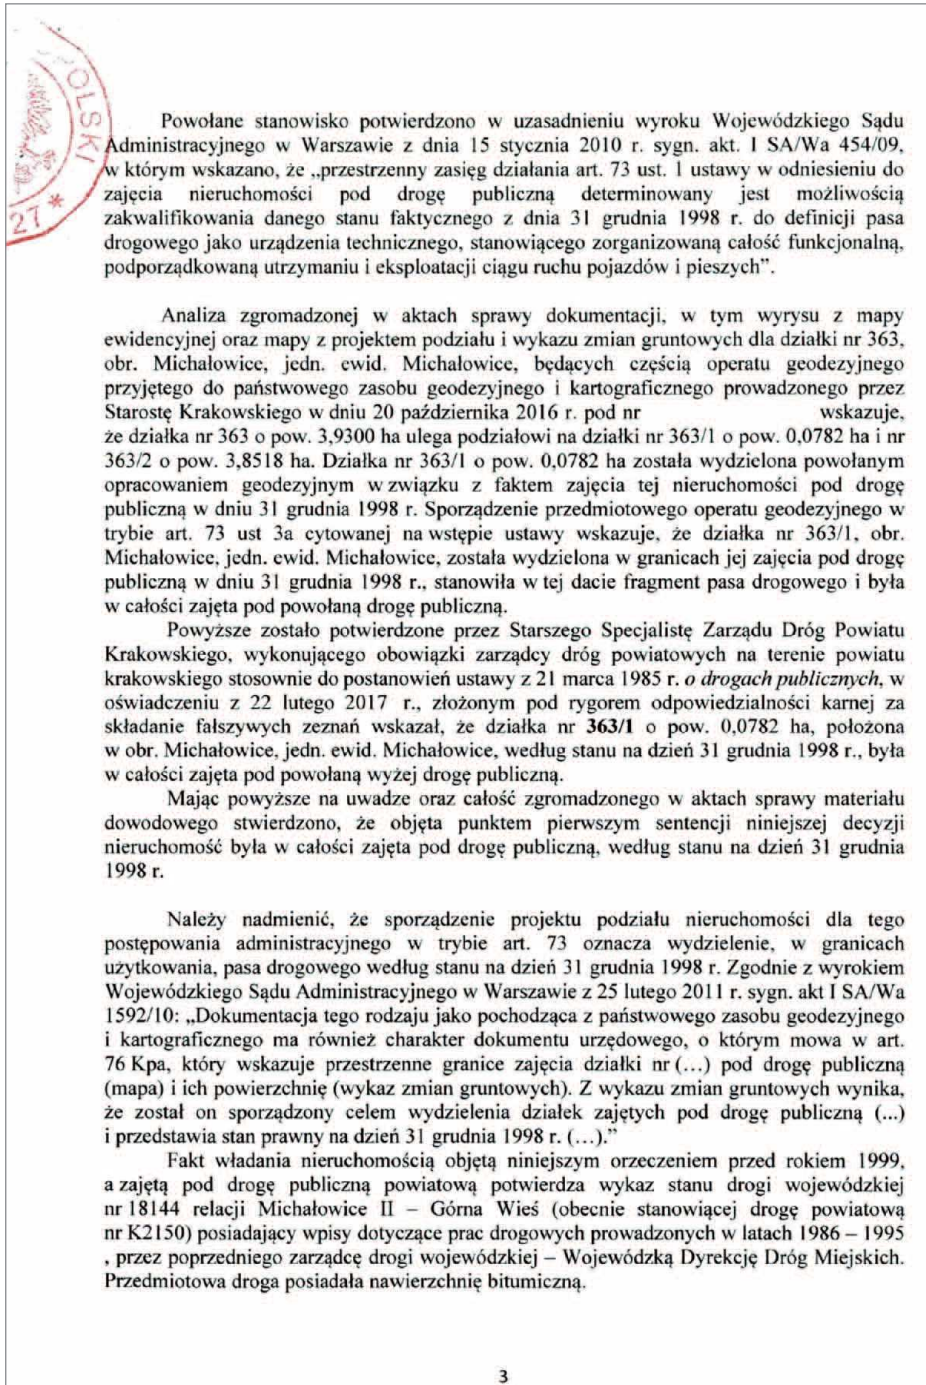 OLSKI
27 *
Powołane stanowisko potwierdzono w uzasadnieniu wyroku Wojewódzkiego Sądu
Administracyjnego w Warszawie z dnia 15 stycznia 2010 r. sygn. akt. I SA/Wa 454/09,
w którym wskazano, że „przestrzenny zasięg działania art. 73 ust. 1 ustawy w odniesieniu do
zajęcia nieruchomości pod drogę publiczną determinowany jest możliwością
zakwalifikowania danego stanu faktycznego z dnia 31 grudnia 1998 r. do definicji pasa
drogowego jako urządzenia technicznego, stanowiącego zorganizowaną całość funkcjonalną,
podporządkowaną utrzymaniu i eksploatacji ciągu ruchu pojazdów i pieszych”.
Analiza zgromadzonej w aktach sprawy dokumentacji, w tym wyrysu z mapy
ewidencyjnej oraz mapy z projektem podziału i wykazu zmian gruntowych dla działki nr 363,
obr. Michałowice, jedn. ewid. Michałowice, będących częścią operatu geodezyjnego
przyjętego do państwowego zasobu geodezyjnego i kartograficznego prowadzonego przez
Starostę Krakowskiego w dniu 20 października 2016 r. pod nr wskazuje,
że działka nr 363 o pow. 3,9300 ha ulega podziałowi na działki nr 363/1 o pow. 0,0782 ha i nr
363/2 o pow. 3,8518 ha. Działka nr 363/1 o pow. 0,0782 ha została wydzielona powołanym
opracowaniem geodezyjnym w związku z faktem zajęcia tej nieruchomości pod drogę
publiczną w dniu 31 grudnia 1998 r. Sporządzenie przedmiotowego operatu geodezyjnego w
trybie art. 73 ust 3a cytowanej na wstępie ustawy wskazuje, że działka nr 363/1, obr.
Michałowice, jedn. ewid. Michałowice, została wydzielona w granicach jej zajęcia pod drogę
publiczną w dniu 31 grudnia 1998 r., stanowiła w tej dacie fragment pasa drogowego i była
w całości zajęta pod powołaną drogę publiczną.
Powyższe zostało potwierdzone przez Starszego Specjalistę Zarządu Dróg Powiatu
Krakowskiego, wykonującego obowiązki zarządcy dróg powiatowych na terenie powiatu
krakowskiego stosownie do postanowień ustawy z 21 marca 1985 r. o drogach publicznych, w
oświadczeniu z 22 lutego 2017 r., złożonym pod rygorem odpowiedzialności karnej za
składanie fałszywych zeznań wskazał, że działka nr 363/1 o pow. 0,0782 ha, położona
w obr. Michałowice, jedn. ewid. Michałowice, według stanu na dzień 31 grudnia 1998 r., była
w całości zajęta pod powołaną wyżej drogę publiczną.
Mając powyższe na uwadze oraz całość zgromadzonego w aktach sprawy materiału
dowodowego stwierdzono, że objęta punktem pierwszym sentencji niniejszej decyzji
nieruchomość była w całości zajęta pod drogę publiczną, według stanu na dzień 31 grudnia
1998 r.
Należy nadmienić, że sporządzenie projektu podziału nieruchomości dla tego
postępowania administracyjnego w trybie art. 73 oznacza wydzielenie, w granicach
użytkowania, pasa drogowego według stanu na dzień 31 grudnia 1998 r. Zgodnie z wyrokiem
Wojewódzkiego Sądu Administracyjnego w Warszawie z 25 lutego 2011 r. sygn. akt I SA/Wa
1592/10: „Dokumentacja tego rodzaju jako pochodząca z państwowego zasobu geodezyjnego
i kartograficznego ma również charakter dokumentu urzędowego, o którym mowa w art.
76 Kpa, który wskazuje przestrzenne granice zajęcia działki nr (...) pod drogę publiczną
(mapa) i ich powierzchnię (wykaz zmian gruntowych). Z wykazu zmian gruntowych wynika,
że został on sporządzony celem wydzielenia działek zajętych pod drogę publiczną (...)
i przedstawia stan prawny na dzień 31 grudnia 1998 r. (...).”
Fakt władania nieruchomością objętą niniejszym orzeczeniem przed rokiem 1999,
a zajętą pod drogę publiczną powiatową potwierdza wykaz stanu drogi wojewódzkiej
nr 18144 relacji Michałowice II – Górna Wieś (obecnie stanowiącej drogę powiatową
nr K2150) posiadający wpisy dotyczące prac drogowych prowadzonych w latach 1986 – 1995
, przez poprzedniego zarządcę drogi wojewódzkiej – Wojewódzką Dyrekcję Dróg Miejskich.
Przedmiotowa droga posiadała nawierzchnię bitumiczną.
3